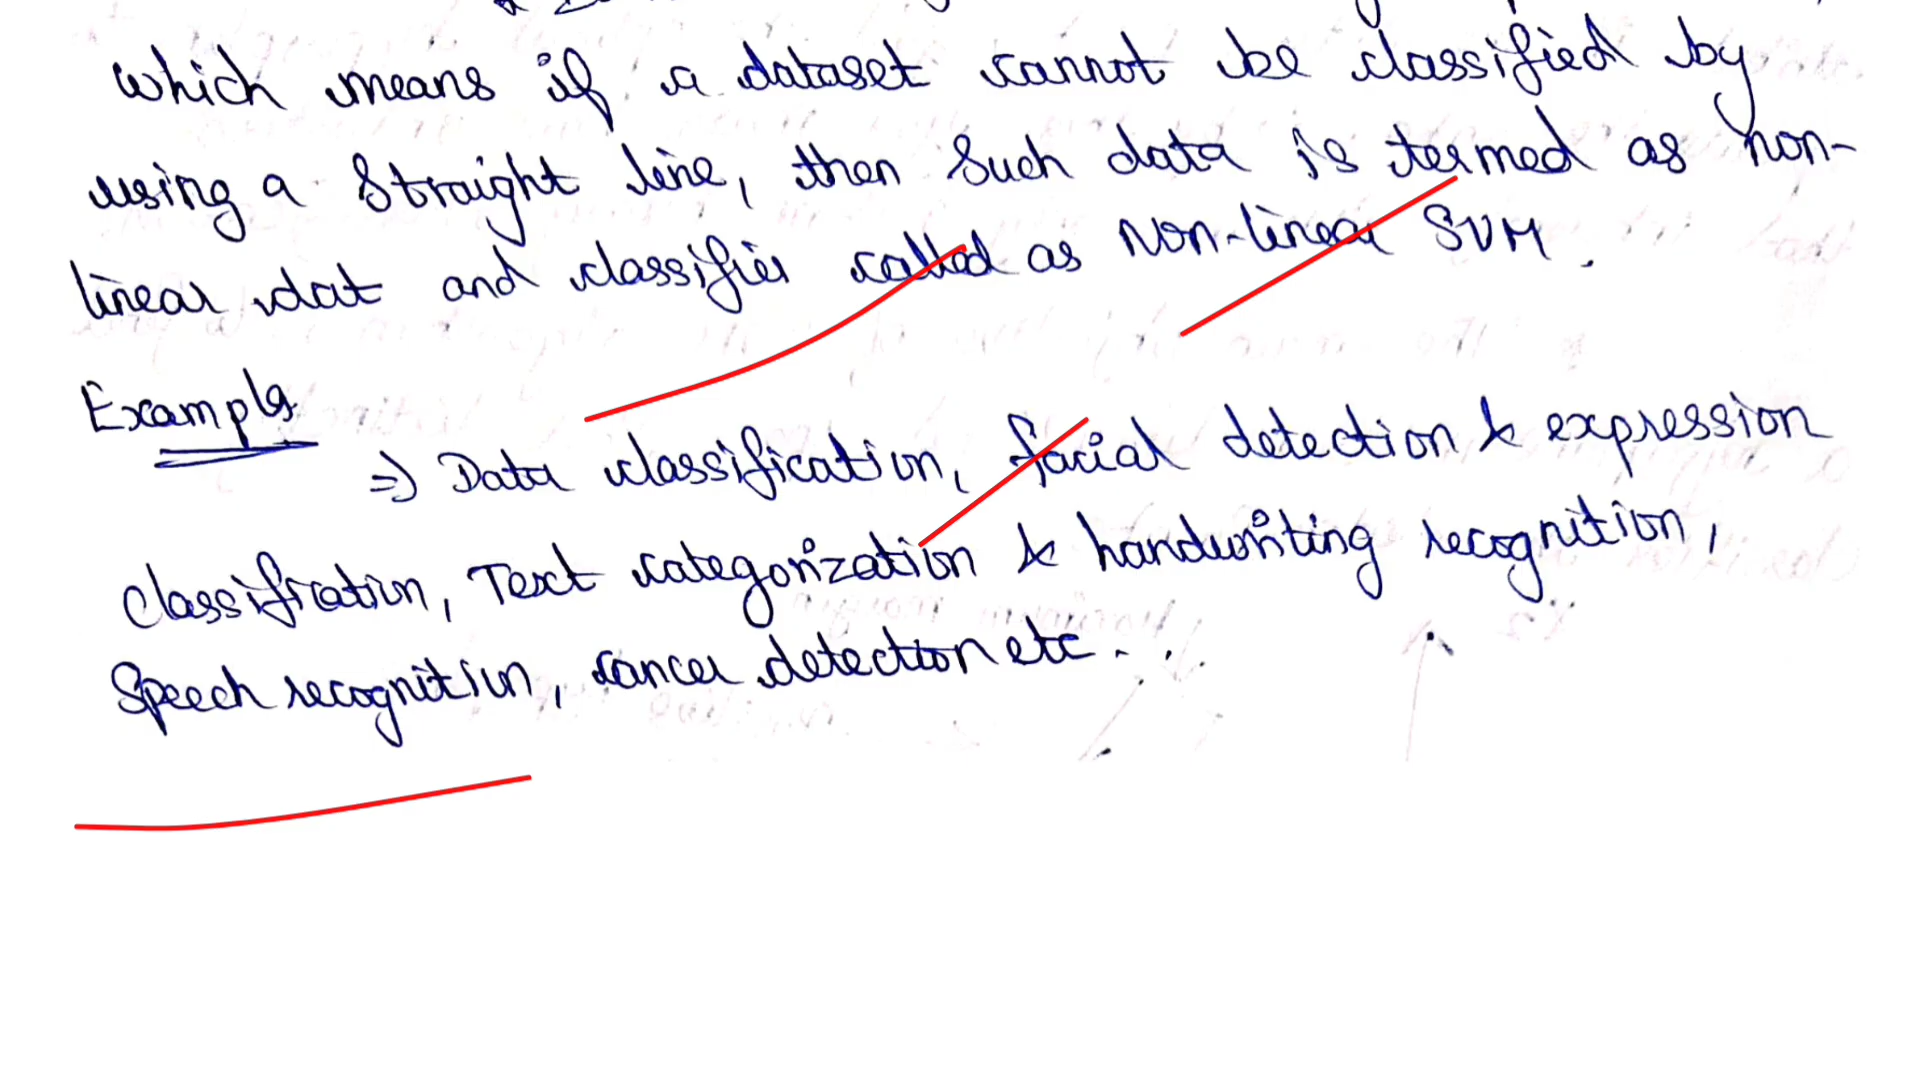 which means if a dataset cannot be classified by
using a straight line, then such data is termed as non-
linear dat and classifier called as Non-linear SVM.
Example
=> Data classification, facial detection & expression
classification, Text categorization & handwriting recognition,
Speech recognition, cancer detection etc...